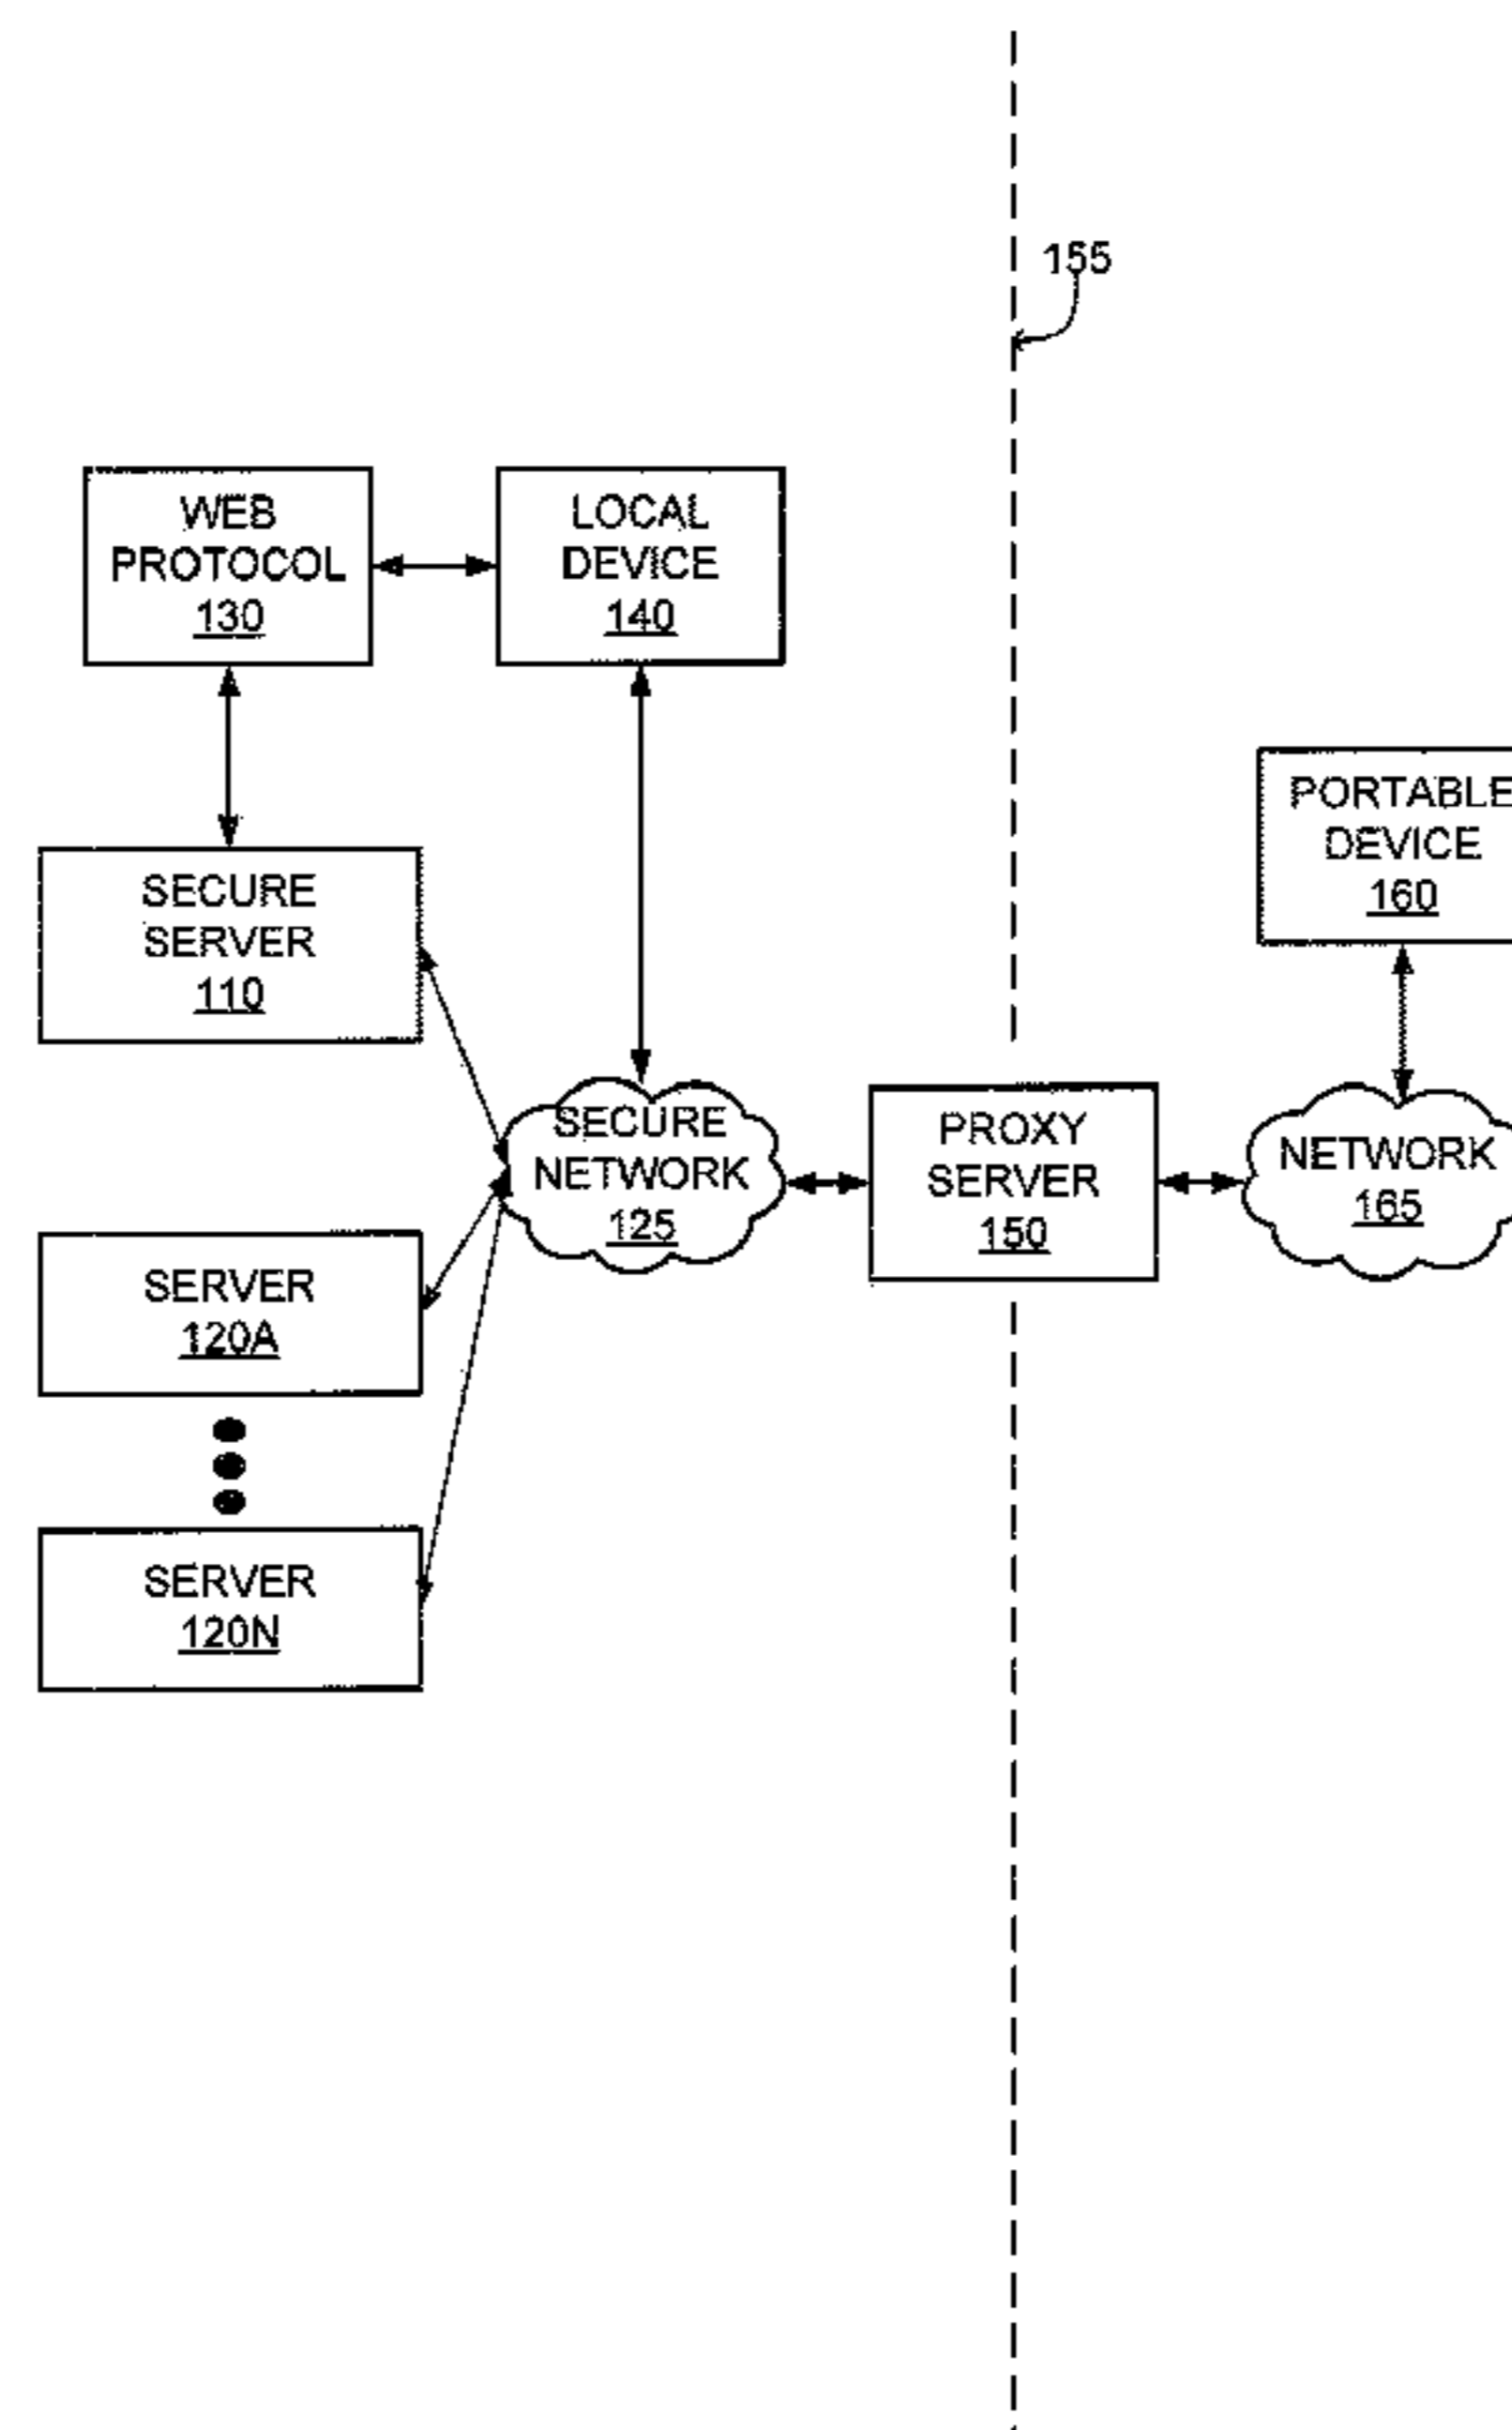 155
WEB
PROTOCOL
130
LOCAL
DEVICE
140
PORTABLE
DEVICE
160
SECURE
SERVER
110
SECURE
NETWORK
125
PROXY
SERVER
150
NETWORK
165
SERVER
120A
SERVER
120N